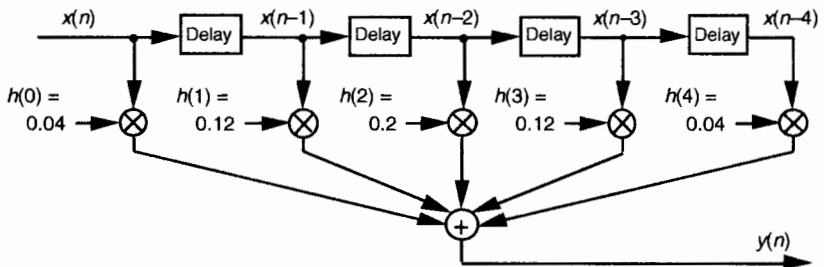 x(n) Delay x(n–1) Delay x(n–2) Delay x(n–3) Delay x(n–4)
h(0) = h(1) = h(2) = h(3) = h(4) =
0.04 0.12 0.2 0.12 0.04
+
y(n)